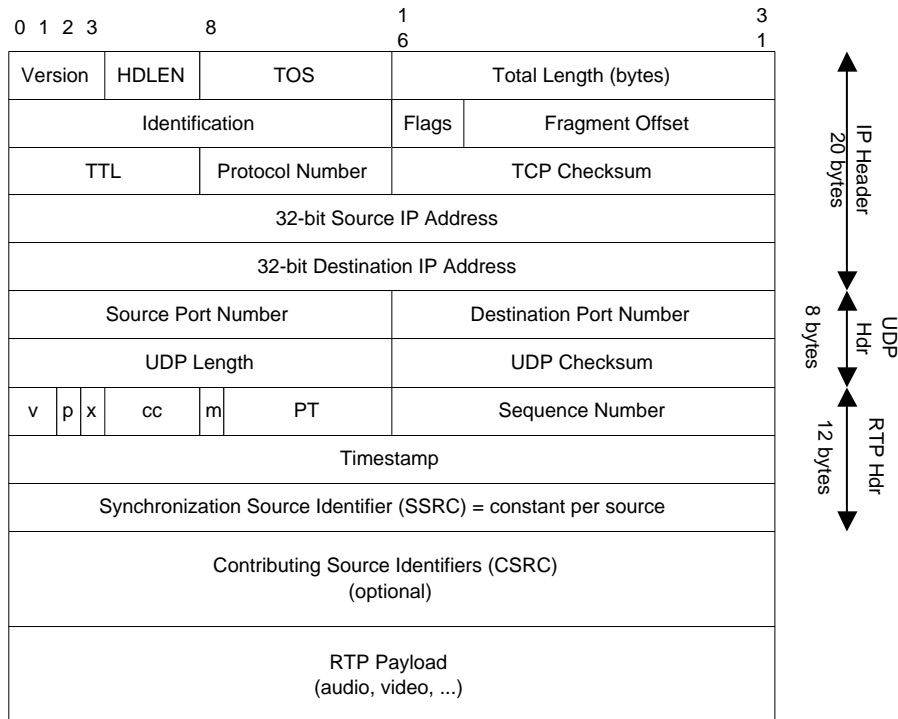 0 1 2 3 8 1 3
6 1
Version HDLEN TOS Total Length (bytes)
Identification Flags Fragment Offset
TTL Protocol Number TCP Checksum
32-bit Source IP Address
32-bit Destination IP Address
Source Port Number Destination Port Number
UDP Length UDP Checksum
v p x cc m PT Sequence Number
Timestamp
Synchronization Source Identifier (SSRC) = constant per source
Contributing Source Identifiers (CSRC)
(optional)
RTP Payload
(audio, video, ...)
IP Header
20 bytes
UDP
Hdr
8 bytes
RTP Hdr
12 bytes